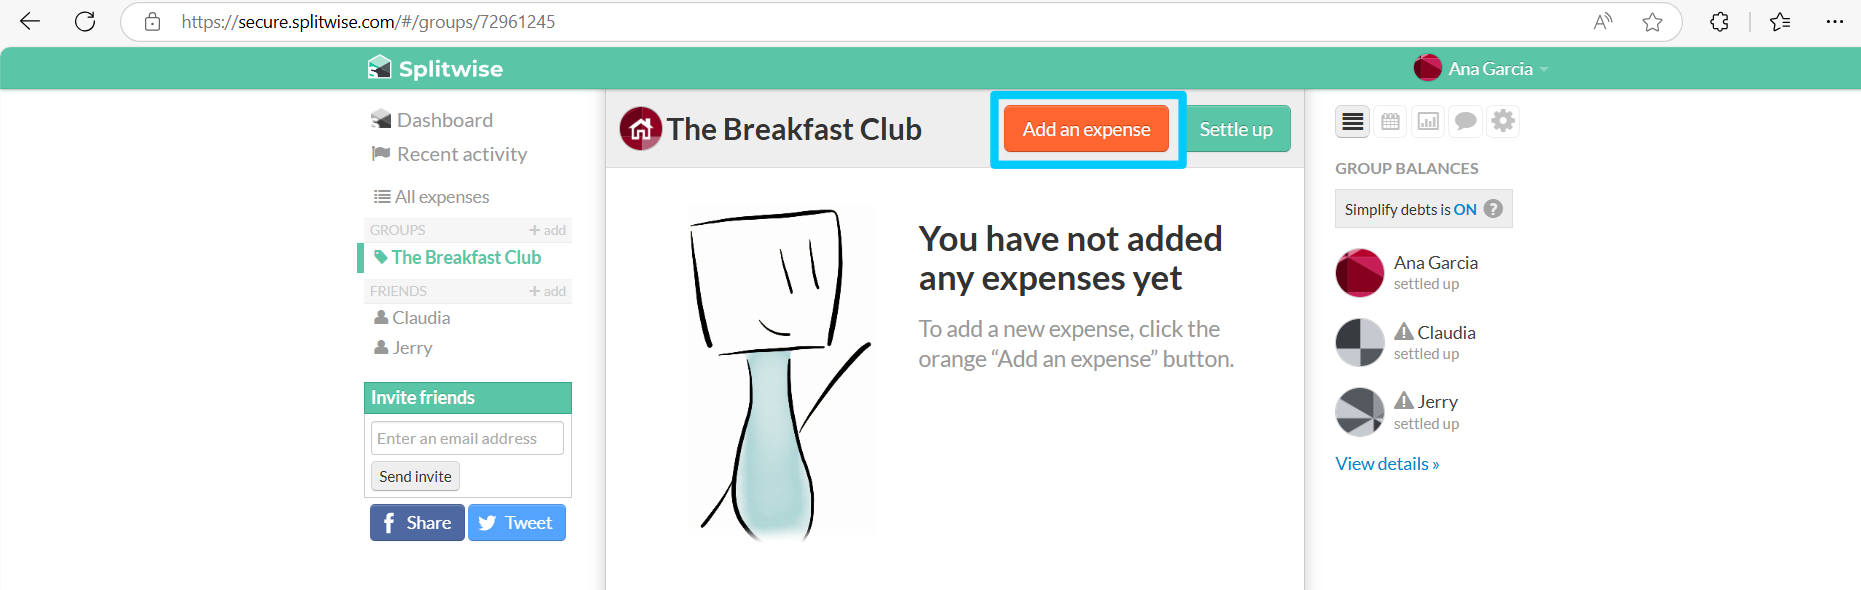 https://secure.splitwise.com/#/groups/72961245
Splitwise
Ana Garcia
Dashboard
Recent activity
All expenses
GROUPS + add
The Breakfast Club
FRIENDS + add
Claudia
Jerry
Invite friends
Enter an email address
Send invite
Share Tweet
The Breakfast Club
Add an expense
Settle up
You have not added
any expenses yet
To add a new expense, click the
orange “Add an expense” button.
GROUP BALANCES
Simplify debts is ON ?
Ana Garcia
settled up
Claudia
settled up
Jerry
settled up
View details »